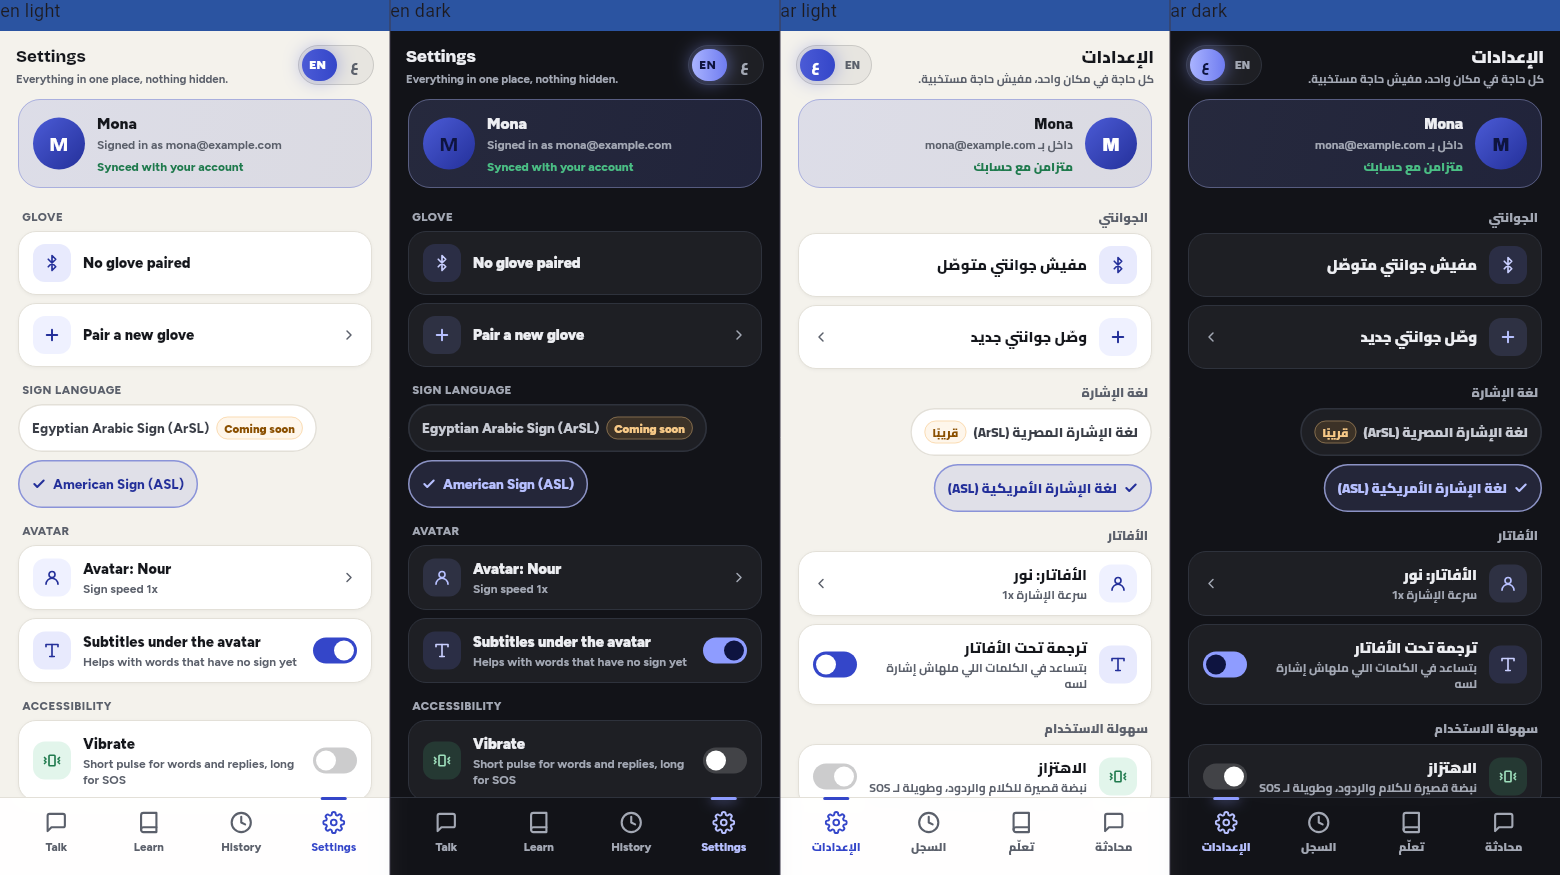 en light
Settings
EN ع
Everything in one place, nothing hidden.
M
Mona
Signed in as mona@example.com
Synced with your account
GLOVE
No glove paired
Pair a new glove
SIGN LANGUAGE
Egyptian Arabic Sign (ArSL) Coming soon
American Sign (ASL)
AVATAR
Avatar: Nour
Sign speed 1x
Subtitles under the avatar
Helps with words that have no sign yet
ACCESSIBILITY
Vibrate
Short pulse for words and replies, long
for SOS
Talk Learn History Settings
en dark
Settings
EN ع
Everything in one place, nothing hidden.
M
Mona
Signed in as mona@example.com
Synced with your account
GLOVE
No glove paired
Pair a new glove
SIGN LANGUAGE
Egyptian Arabic Sign (ArSL) Coming soon
American Sign (ASL)
AVATAR
Avatar: Nour
Sign speed 1x
Subtitles under the avatar
Helps with words that have no sign yet
ACCESSIBILITY
Vibrate
Short pulse for words and replies, long
for SOS
Talk Learn History Settings
ar light
الإعدادات
EN ع
كل حاجة في مكان واحد، مفيش حاجة مستخبية.
M
Mona
داخل بـ mona@example.com
متزامن مع حسابك
الجوانتي
مفيش جوانتي متوصّل
وصّل جوانتي جديد
لغة الإشارة
لغة الإشارة المصرية (ArSL) قريبًا
لغة الإشارة الأمريكية (ASL)
الأفاتار
الأفاتار: نور
سرعة الإشارة 1x
ترجمة تحت الأفاتار
بتساعد في الكلمات اللي ملهاش إشارة
لسه
سهولة الاستخدام
الاهتزاز
نبضة قصيرة للكلام والردود، وطويلة لـ SOS
محادثة تعلّم السجل الإعدادات
ar dark
الإعدادات
EN ع
كل حاجة في مكان واحد، مفيش حاجة مستخبية.
M
Mona
داخل بـ mona@example.com
متزامن مع حسابك
الجوانتي
مفيش جوانتي متوصّل
وصّل جوانتي جديد
لغة الإشارة
لغة الإشارة المصرية (ArSL) قريبًا
لغة الإشارة الأمريكية (ASL)
الأفاتار
الأفاتار: نور
سرعة الإشارة 1x
ترجمة تحت الأفاتار
بتساعد في الكلمات اللي ملهاش إشارة
لسه
سهولة الاستخدام
الاهتزاز
نبضة قصيرة للكلام والردود، وطويلة لـ SOS
محادثة تعلّم السجل الإعدادات